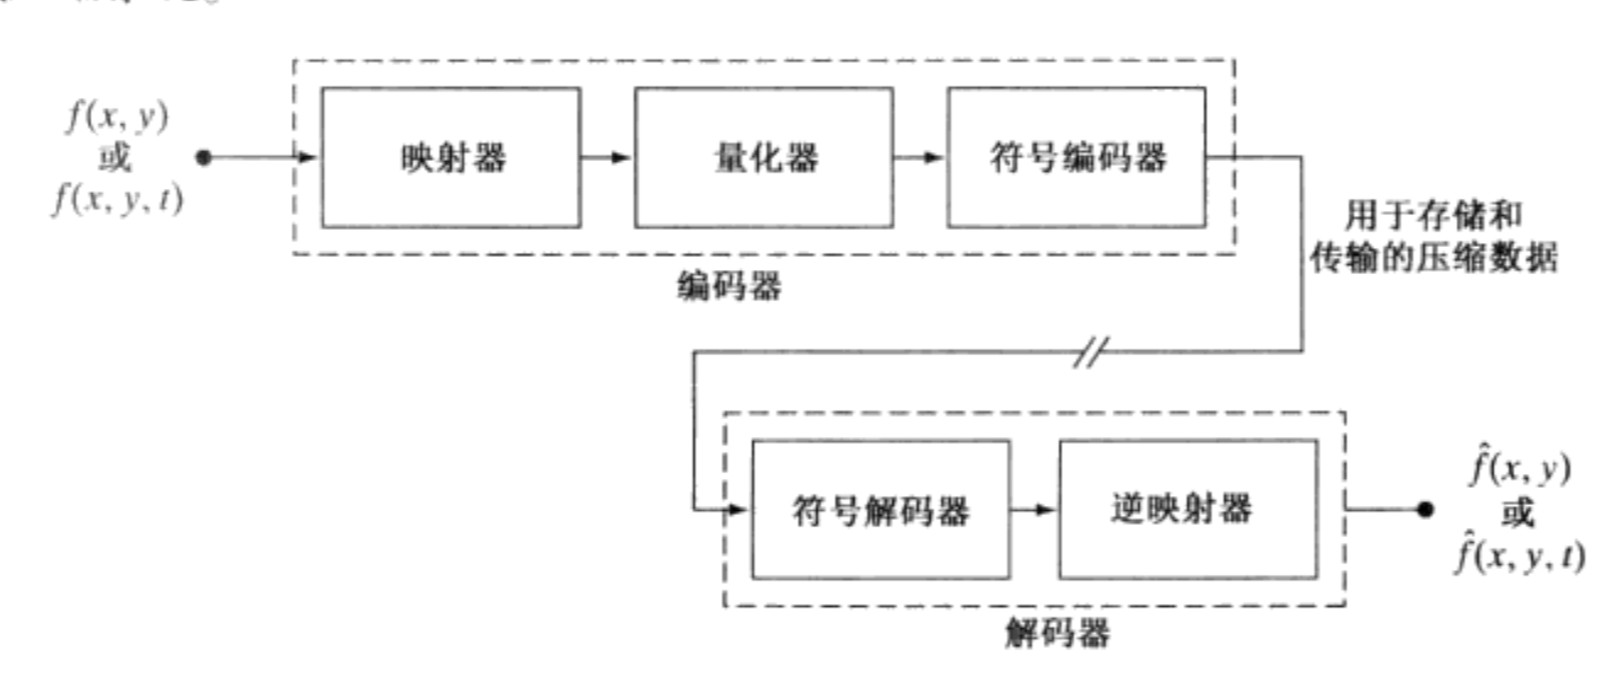 f(x, y)
或
f(x, y, t)
映射器
量化器
符号编码器
编码器
用于存储和
传输的压缩数据
符号解码器
逆映射器
解码器
f̂(x, y)
或
f̂(x, y, t)